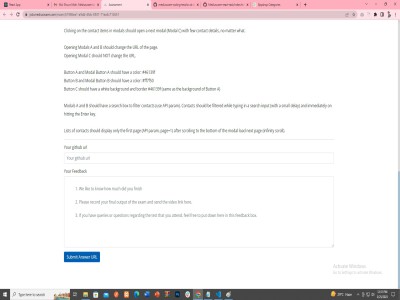 Clicking on the contact items in modals should open a next modal (Modal C) with few contact details, no matter what.
Opening Modals A and B should change the URL of the page.
Opening Modal C should NOT change the URL.
Button A and Modal Button A should have a color: #46139f
Button B and Modal Button B should have a color: #ff7f50
Button C should have a white background and border #46139f (same as the background of Button A)
Modals A and B should have a search box to filter contacts (use API params. Contacts should be filtered while typing in a search input (with a small delay) and immediately on
hitting the Enter key.
Lists of contacts should display only the first page (API param, page=1) after scrolling to the bottom of the modal load next page (infinity scroll).
Your github url
Your github url
Your Feedback
1. We like to know how much did you finish
2. Please record your final output of the exam and send the video link here.
3. If you have queries or questions regarding the test that you attend, feel free to put down here in this feedback box.
Submit Answer URL
Activate Windows
Go to Settings to activate Windows.
Type here to search